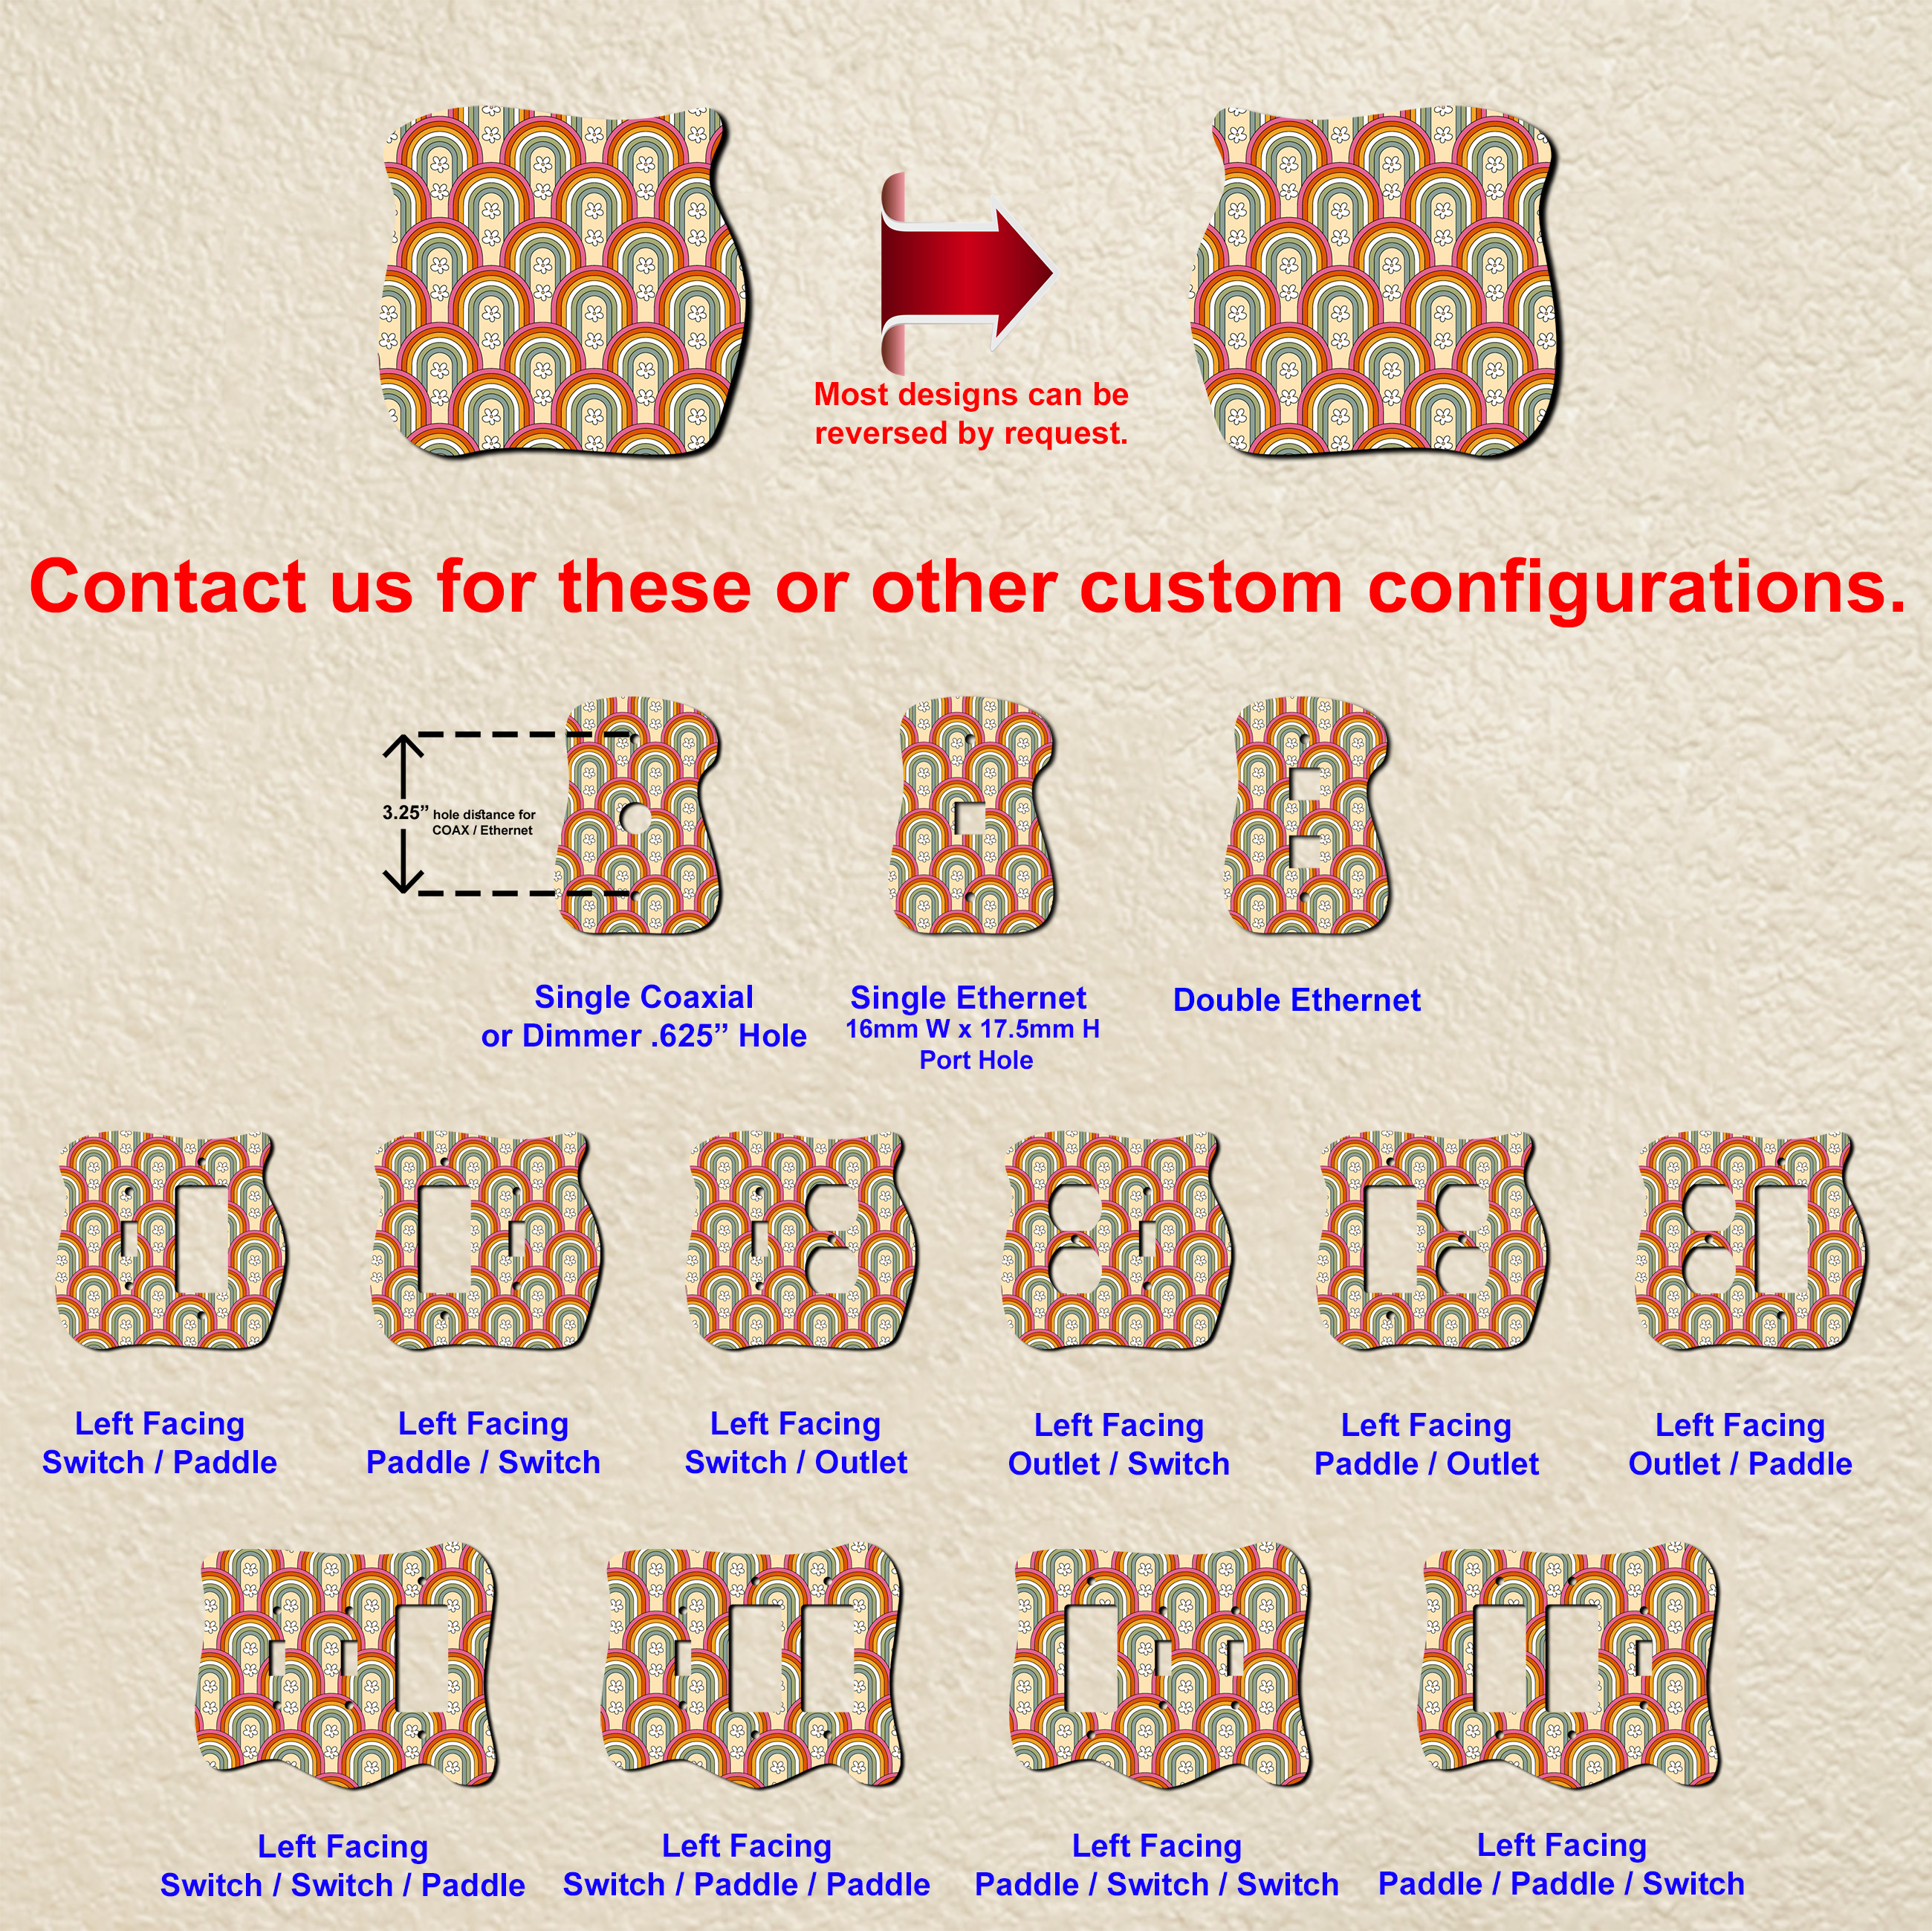 Most designs can be
reversed by request.
Contact us for these or other custom configurations.
3.25” hole distance for
COAX / Ethernet
Single Coaxial
or Dimmer .625” Hole
Single Ethernet
16mm W x 17.5mm H
Port Hole
Double Ethernet
Left Facing
Switch / Paddle
Left Facing
Paddle / Switch
Left Facing
Switch / Outlet
Left Facing
Outlet / Switch
Left Facing
Paddle / Outlet
Left Facing
Outlet / Paddle
Left Facing
Switch / Switch / Paddle
Left Facing
Switch / Paddle / Paddle
Left Facing
Paddle / Switch / Switch
Left Facing
Paddle / Paddle / Switch